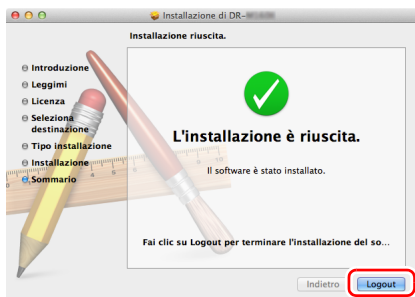 Installazione di DR-
Installazione riuscita.
Introduzione
Leggimi
Licenza
Seleziona
destinazione
Tipo installazione
Installazione
Sommario
L'installazione è riuscita.
Il software è stato installato.
Fai clic su Logout per terminare l'installazione del so...
Indietro
Logout